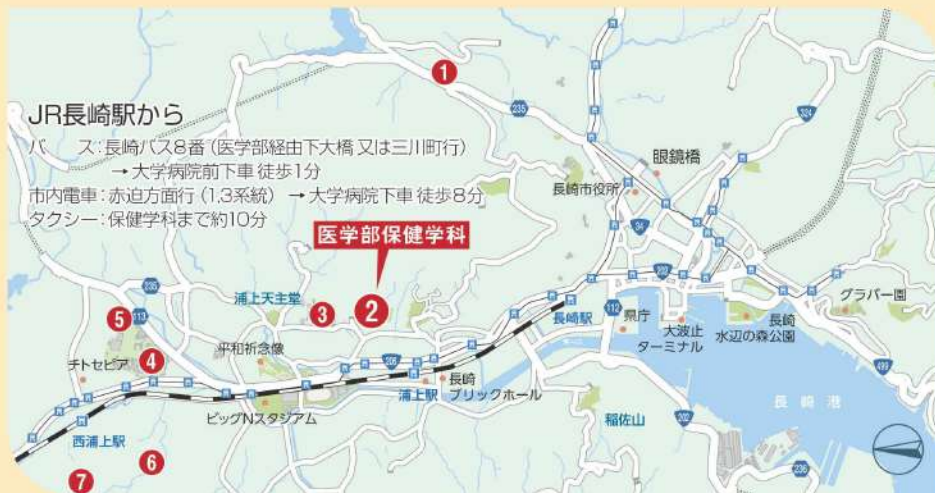 JR長崎駅から
バ　　ス：長崎バス8番（医学部経由下大橋 又は三川町行）
→ 大学病院前下車 徒歩1分
市内電車：赤迫方面行（1,3系統） → 大学病院下車 徒歩8分
タクシー：保健学科まで約10分
医学部保健学科
1
235
324
眼鏡橋
長崎市役所
34
235
浦上天主堂
3
2
202
グラバー園
5
113
長崎駅
112
県庁
大波止
ターミナル
長崎
水辺の森公園
4
平和祈念像
206
チトセピア
浦上駅
長崎
ブリックホール
499
ビッグNスタジアム
稲佐山
202
長崎港
西浦上駅
6
7
236